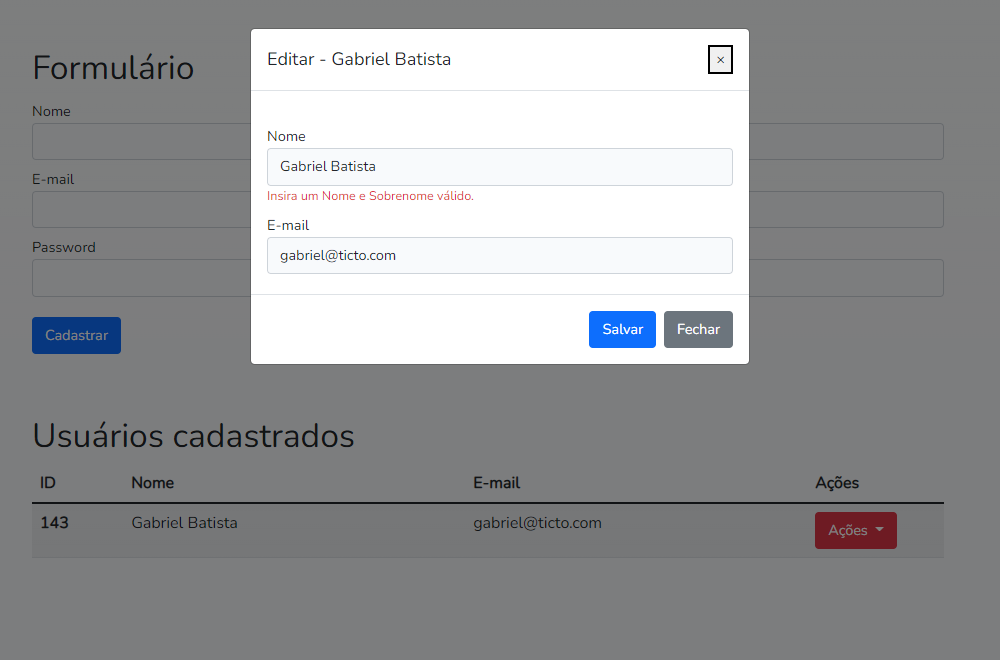 Editar - Gabriel Batista ×
Formulário
Nome
E-mail
Password
Cadastrar
Nome
Gabriel Batista
Insira um Nome e Sobrenome válido.
E-mail
gabriel@ticto.com
Salvar Fechar
Usuários cadastrados
ID Nome E-mail Ações
143 Gabriel Batista gabriel@ticto.com Ações